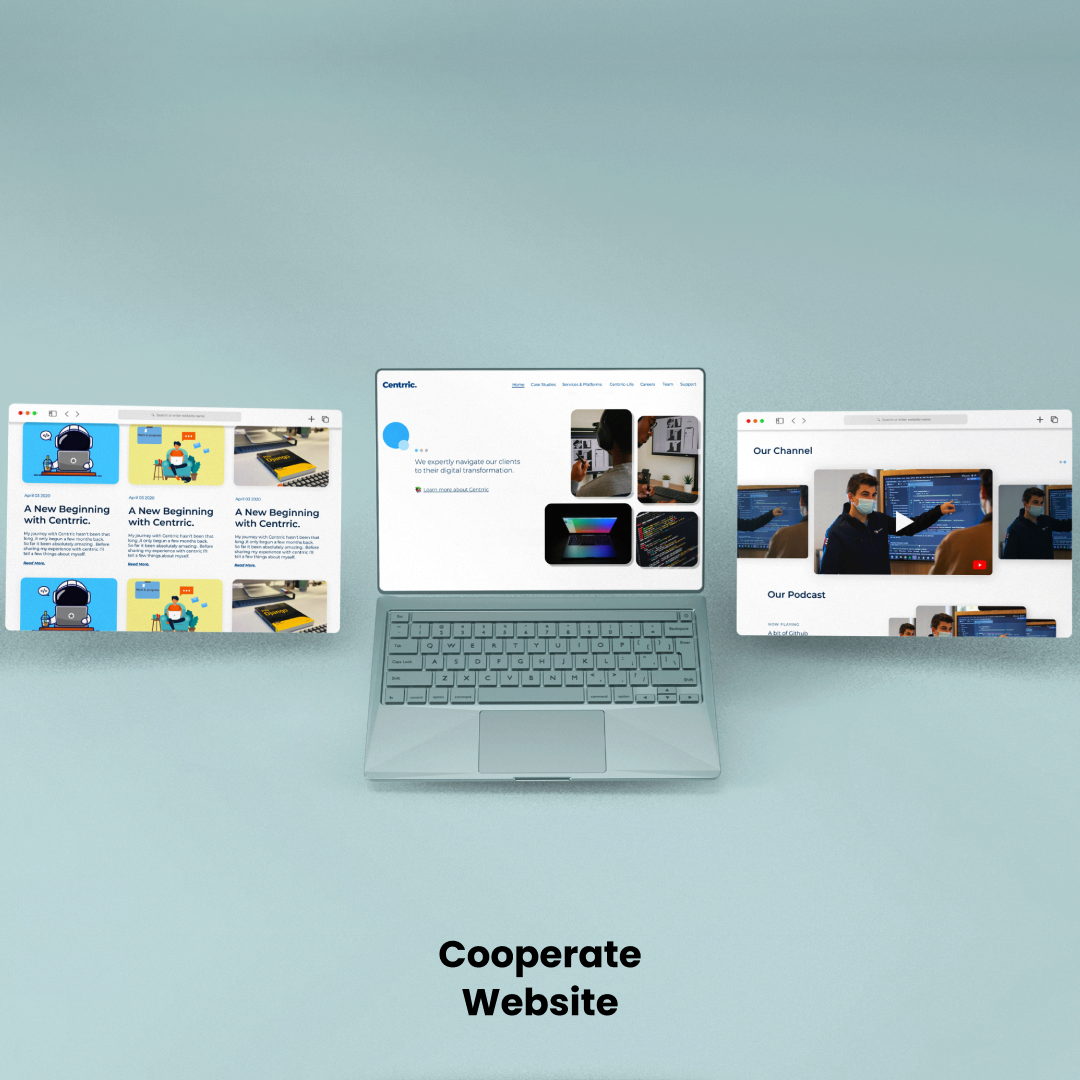 Search or enter website name
April 03 2020
A New Beginning
with Centrric.
My journey with Centric hasn't been that
long. It only begun a few months back.
So far it been absolutely amazing.. Before
sharing my experience with centric I'll
tell a few things about myself.
Read More.
April 03 2020
A New Beginning
with Centrric.
My journey with Centric hasn't been that
long. It only begun a few months back.
So far it been absolutely amazing.. Before
sharing my experience with centric I'll
tell a few things about myself.
Read More.
Django
April 03 2020
A New Beginning
with Centrric.
My journey with Centric hasn't been that
long. It only begun a few months back.
So far it been absolutely amazing.. Before
sharing my experience with centric I'll
tell a few things about myself.
Read More.
Django
Centrric.
Home Case Studies Services & Platforms Centrric-Life Careers Team Support
We expertly navigate our clients
to their digital transformation.
Learn more about Centrric
Q W E R T Y U I O P
A S D F G H J K L
Z X C V B N M
Search or enter website name
Our Channel
Our Podcast
NOW PLAYING
A bit of Github
Cooperate
Website